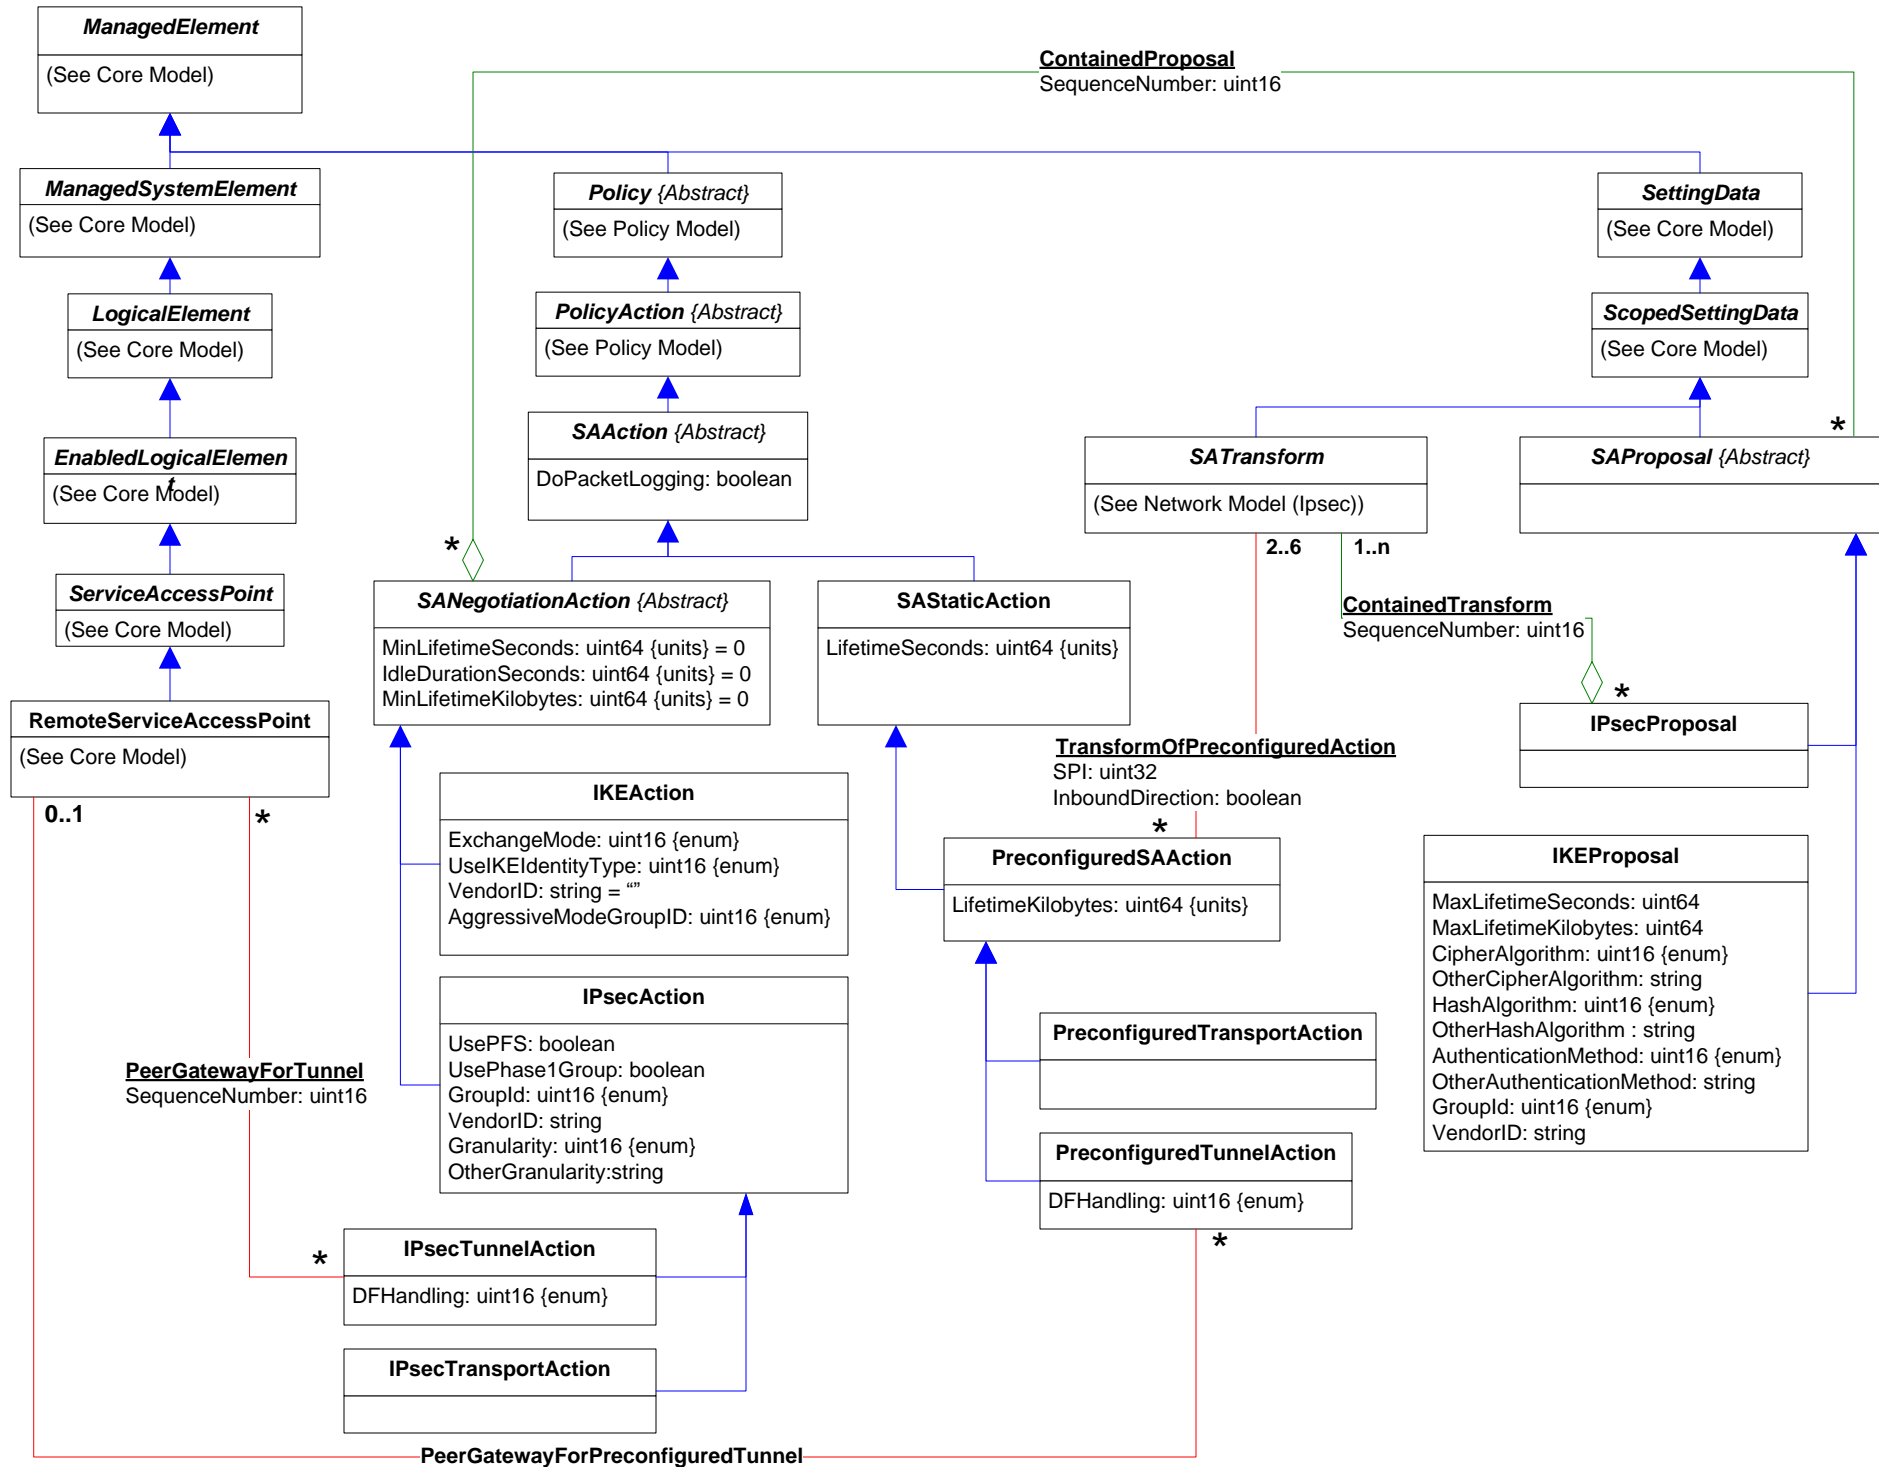 ManagedElement
(See Core Model)
ContainedProposal
SequenceNumber: uint16
ManagedSystemElement
(See Core Model)
Policy {Abstract}
(See Policy Model)
SettingData
(See Core Model)
LogicalElement
(See Core Model)
PolicyAction {Abstract}
(See Policy Model)
ScopedSettingData
(See Core Model)
EnabledLogicalElemen
t
(See Core Model)
SAAction {Abstract}
DoPacketLogging: boolean
SATransform
(See Network Model (Ipsec))
*
SAProposal {Abstract}
2..6
1..n
*
ServiceAccessPoint
(See Core Model)
SANegotiationAction {Abstract}
MinLifetimeSeconds: uint64 {units} = 0
IdleDurationSeconds: uint64 {units} = 0
MinLifetimeKilobytes: uint64 {units} = 0
SAStaticAction
LifetimeSeconds: uint64 {units}
ContainedTransform
SequenceNumber: uint16
*
IPsecProposal
RemoteServiceAccessPoint
(See Core Model)
0..1
*
TransformOfPreconfiguredAction
SPI: uint32
InboundDirection: boolean
*
IKEAction
ExchangeMode: uint16 {enum}
UseIKEIdentityType: uint16 {enum}
VendorID: string = “”
AggressiveModeGroupID: uint16 {enum}
PreconfiguredSAAction
LifetimeKilobytes: uint64 {units}
IKEProposal
MaxLifetimeSeconds: uint64
MaxLifetimeKilobytes: uint64
CipherAlgorithm: uint16 {enum}
OtherCipherAlgorithm: string
HashAlgorithm: uint16 {enum}
OtherHashAlgorithm : string
AuthenticationMethod: uint16 {enum}
OtherAuthenticationMethod: string
GroupId: uint16 {enum}
VendorID: string
IPsecAction
UsePFS: boolean
UsePhase1Group: boolean
GroupId: uint16 {enum}
VendorID: string
Granularity: uint16 {enum}
OtherGranularity:string
PreconfiguredTransportAction
PeerGatewayForTunnel
SequenceNumber: uint16
PreconfiguredTunnelAction
DFHandling: uint16 {enum}
*
*
IPsecTunnelAction
DFHandling: uint16 {enum}
IPsecTransportAction
PeerGatewayForPreconfiguredTunnel